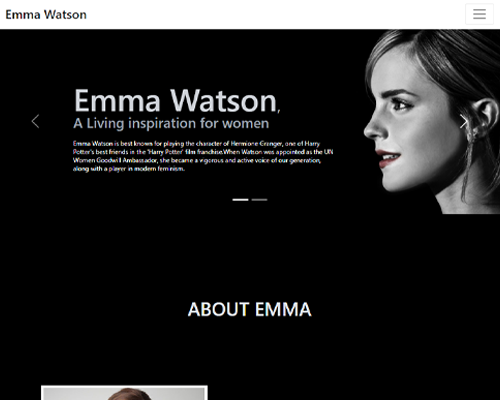 Emma Watson
Emma Watson,
A Living inspiration for women
Emma Watson is best knows for playing the character of Hermione Granger, one of Harry
Potter's best friends in the 'Harry Potter' film franchise.When Watson was appointed as the UN
Women Goodwill Ambassador, she became a vigorous and active voice of our generation,
along with a player in modern feminism.
ABOUT EMMA